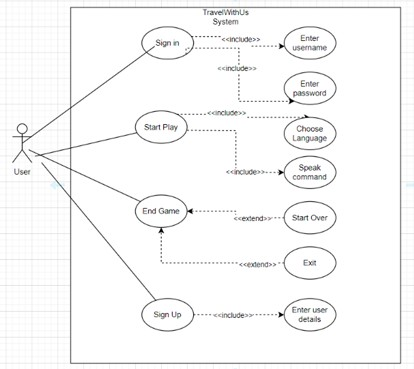 TravelWithUs
System
Sign in
<<include>>
Enter
username
<<include>>
Enter
password
<<include>>
Start Play
Choose
Language
<<include>>
Speak
command
User
End Game
<<extend>>
Start Over
<<extend>>
Exit
Sign Up
<<include>>
Enter user
details